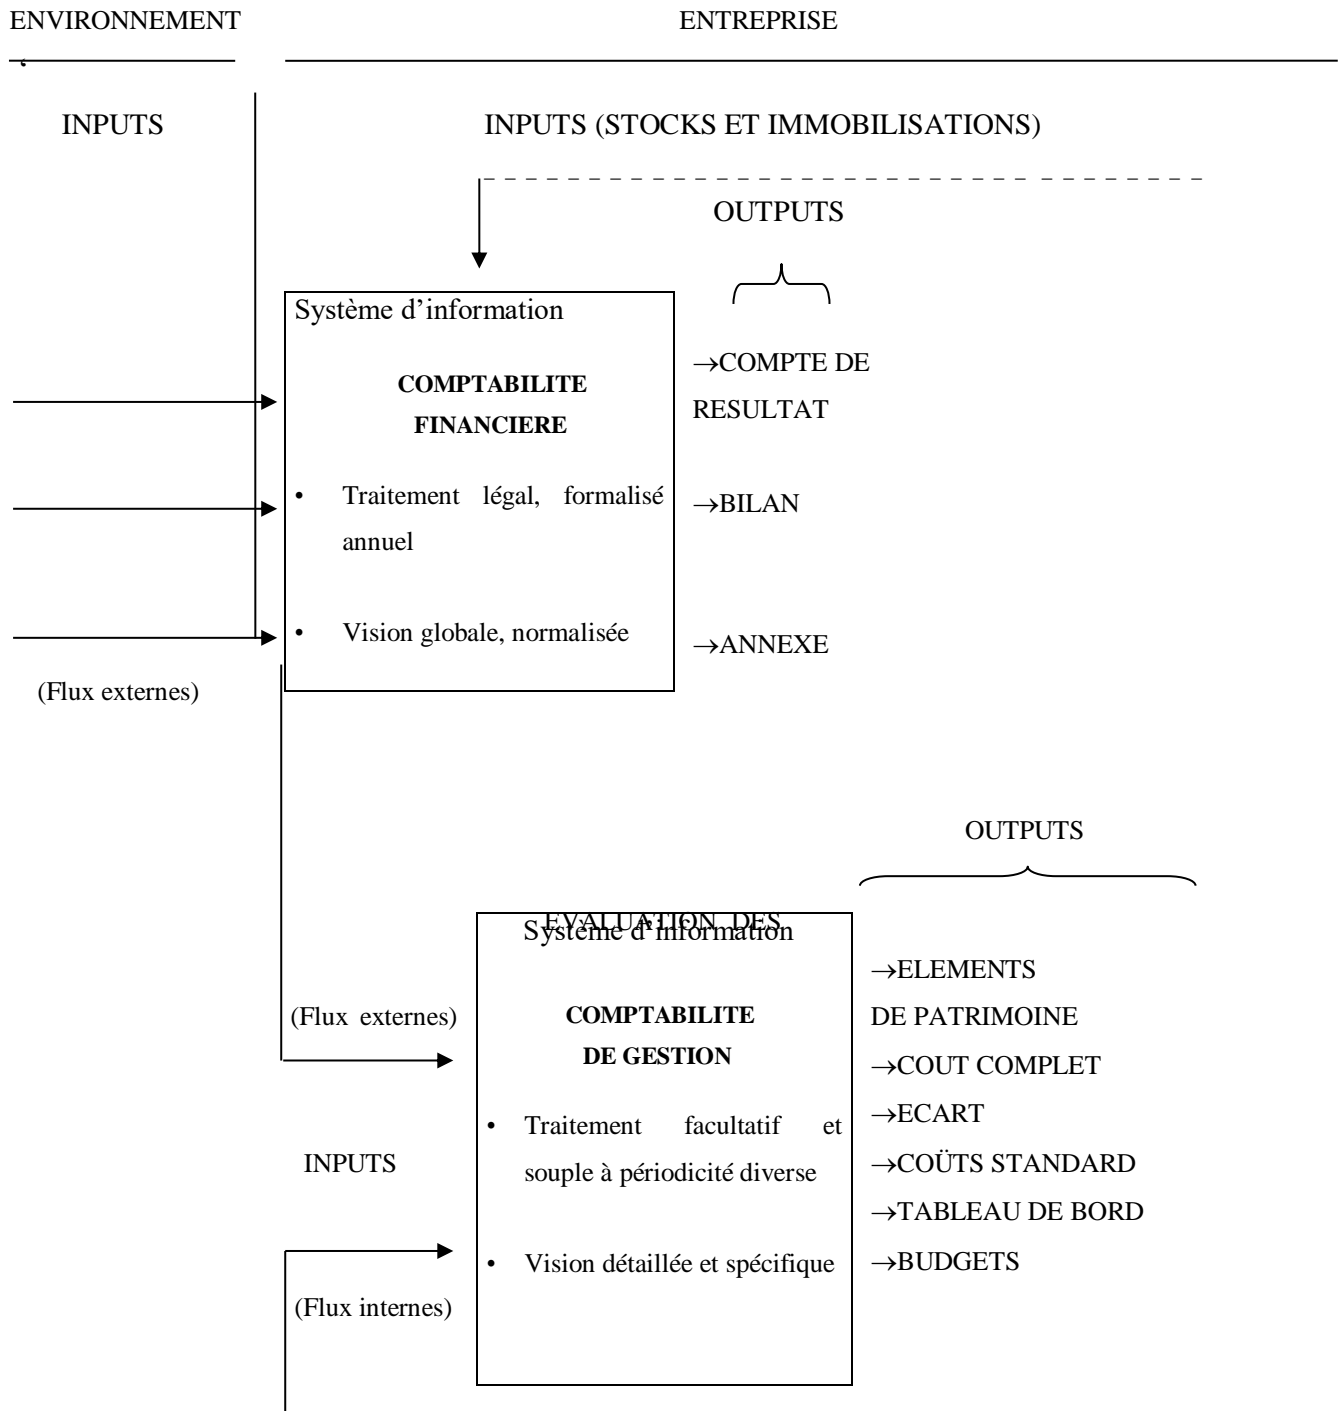 ENVIRONNEMENT
ENTREPRISE
INPUTS
INPUTS (STOCKS ET IMMOBILISATIONS)
OUTPUTS
Système d’information
COMPTABILITE
FINANCIERE
• Traitement légal, formalisé
annuel
• Vision globale, normalisée
→COMPTE DE
RESULTAT
→BILAN
→ANNEXE
(Flux externes)
OUTPUTS
EVALUATION DES
Système d’information
COMPTABILITE
DE GESTION
• Traitement facultatif et
souple à périodicité diverse
• Vision détaillée et spécifique
(Flux externes)
INPUTS
(Flux internes)
→ELEMENTS
DE PATRIMOINE
→COUT COMPLET
→ECART
→COÜTS STANDARD
→TABLEAU DE BORD
→BUDGETS